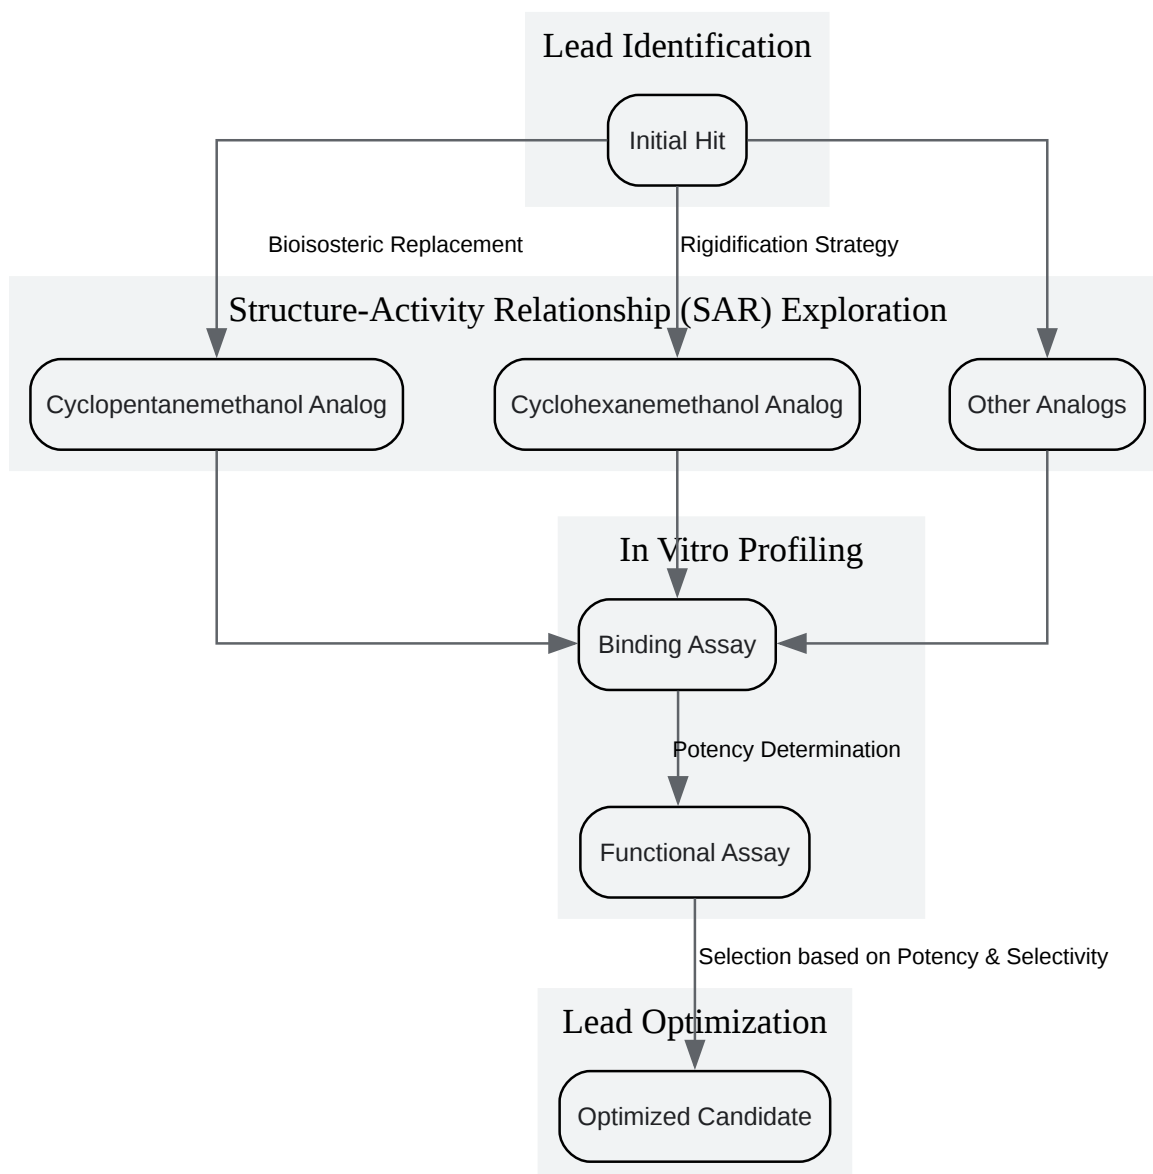 Lead Identification
Initial Hit
Bioisosteric Replacement
Rigidification Strategy
Structure-Activity Relationship (SAR) Exploration
Cyclopentanemethanol Analog
Cyclohexanemethanol Analog
Other Analogs
In Vitro Profiling
Binding Assay
Potency Determination
Functional Assay
Selection based on Potency & Selectivity
Lead Optimization
Optimized Candidate